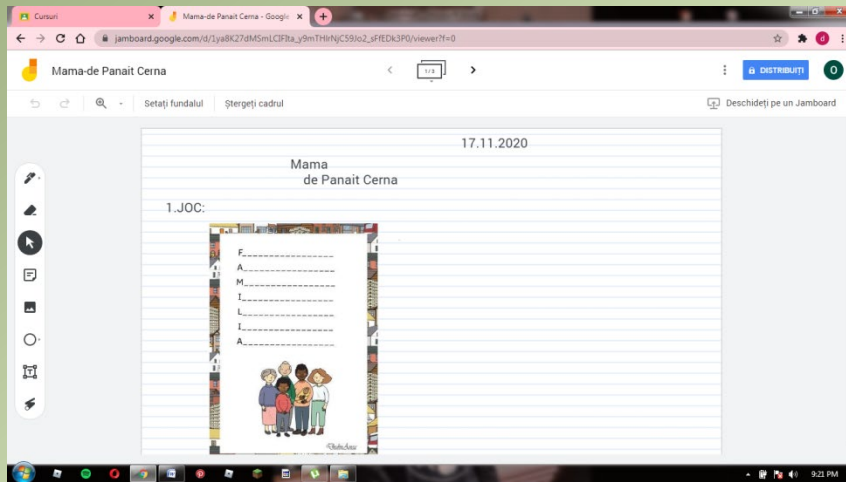 Cursuri
Mama-de Panait Cerna - Google
jamboard.google.com/d/1ya8K27dMSmLCIFlta_y9mTHlrNjC59Jo2_sFfEDk3P0/viewer?f=0
Mama-de Panait Cerna
1/3
DISTRIBUIȚI
O
Setați fundalul
Ștergeți cadrul
Deschideți pe un Jamboard
17.11.2020
Mama
de Panait Cerna
1.JOC:
F
A
M
I
L
I
A
9:21 PM